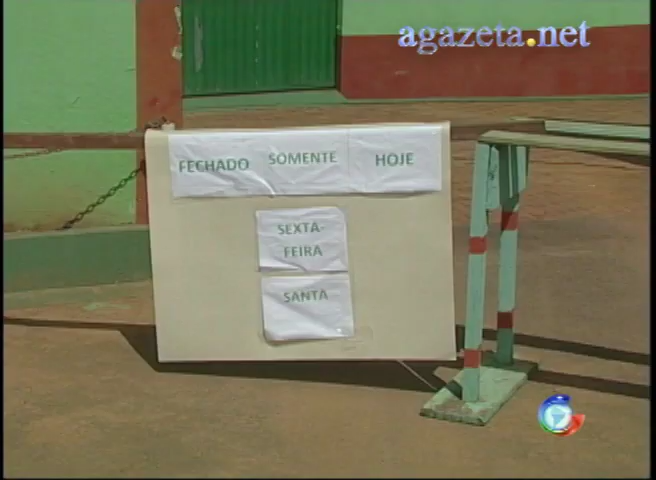 agazeta.net
FECHADO SOMENTE HOJE
SEXTA-
FEIRA
SANTA